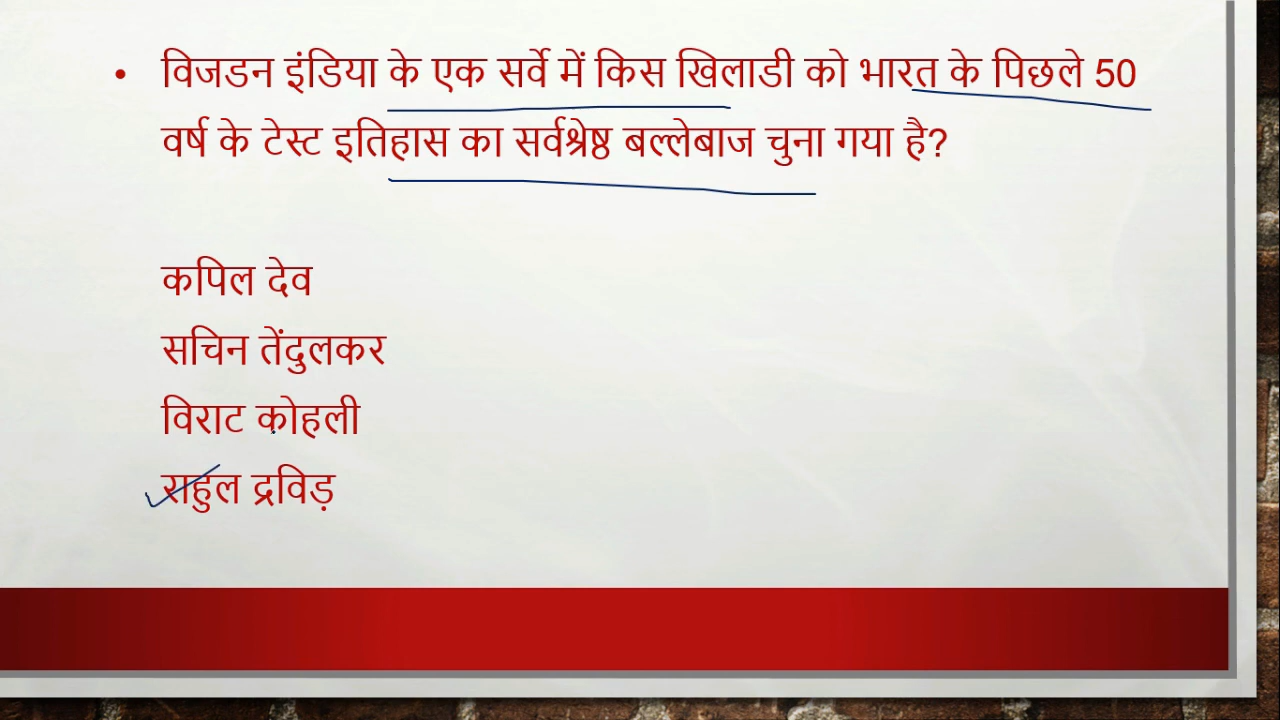 • विजडन इंडिया के एक सर्वे में किस खिलाडी को भारत के पिछले 50
वर्ष के टेस्ट इतिहास का सर्वश्रेष्ठ बल्लेबाज चुना गया है?
कपिल देव
सचिन तेंदुलकर
विराट कोहली
राहुल द्रविड़